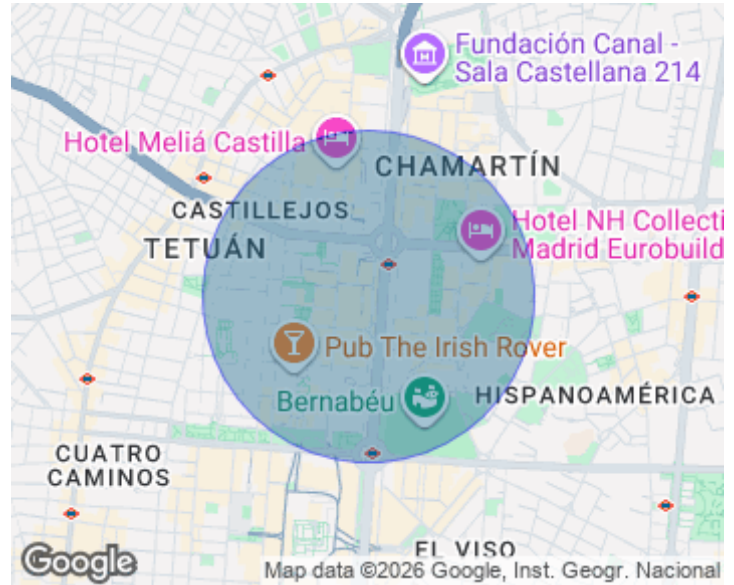 Fundación Canal -
Sala Castellana 214
Hotel Meliá Castilla
CHAMARTÍN
CASTILLEJOS
TETUÁN
Hotel NH Collecti
Madrid Eurobuild
Pub The Irish Rover
Bernabéu
HISPANOAMÉRICA
CUATRO
CAMINOS
EL VISO
Google
Map data ©2026 Google, Inst. Geogr. Nacional